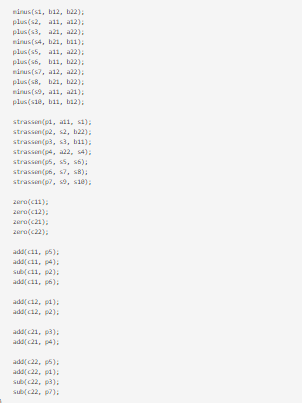 minus(s1, b12, b22);
plus(s2, a11, a12);
plus(s3, a21, a22);
minus(s4, b21, b11);
plus(s5, a11, a22);
plus(s6, b11, b22);
minus(s7, a12, a22);
plus(s8, b21, b22);
minus(s9, a11, a21);
plus(s10, b11, b12);
strassen(p1, a11, s1);
strassen(p2, s2, b22);
strassen(p3, s3, b11);
strassen(p4, a22, s4);
strassen(p5, s5, s6);
strassen(p6, s7, s8);
strassen(p7, s9, s10);
zero(c11);
zero(c12);
zero(c21);
zero(c22);
add(c11, p5);
add(c11, p4);
sub(c11, p2);
add(c11, p6);
add(c12, p1);
add(c12, p2);
add(c21, p3);
add(c21, p4);
add(c22, p5);
add(c22, p1);
sub(c22, p3);
sub(c22, p7);